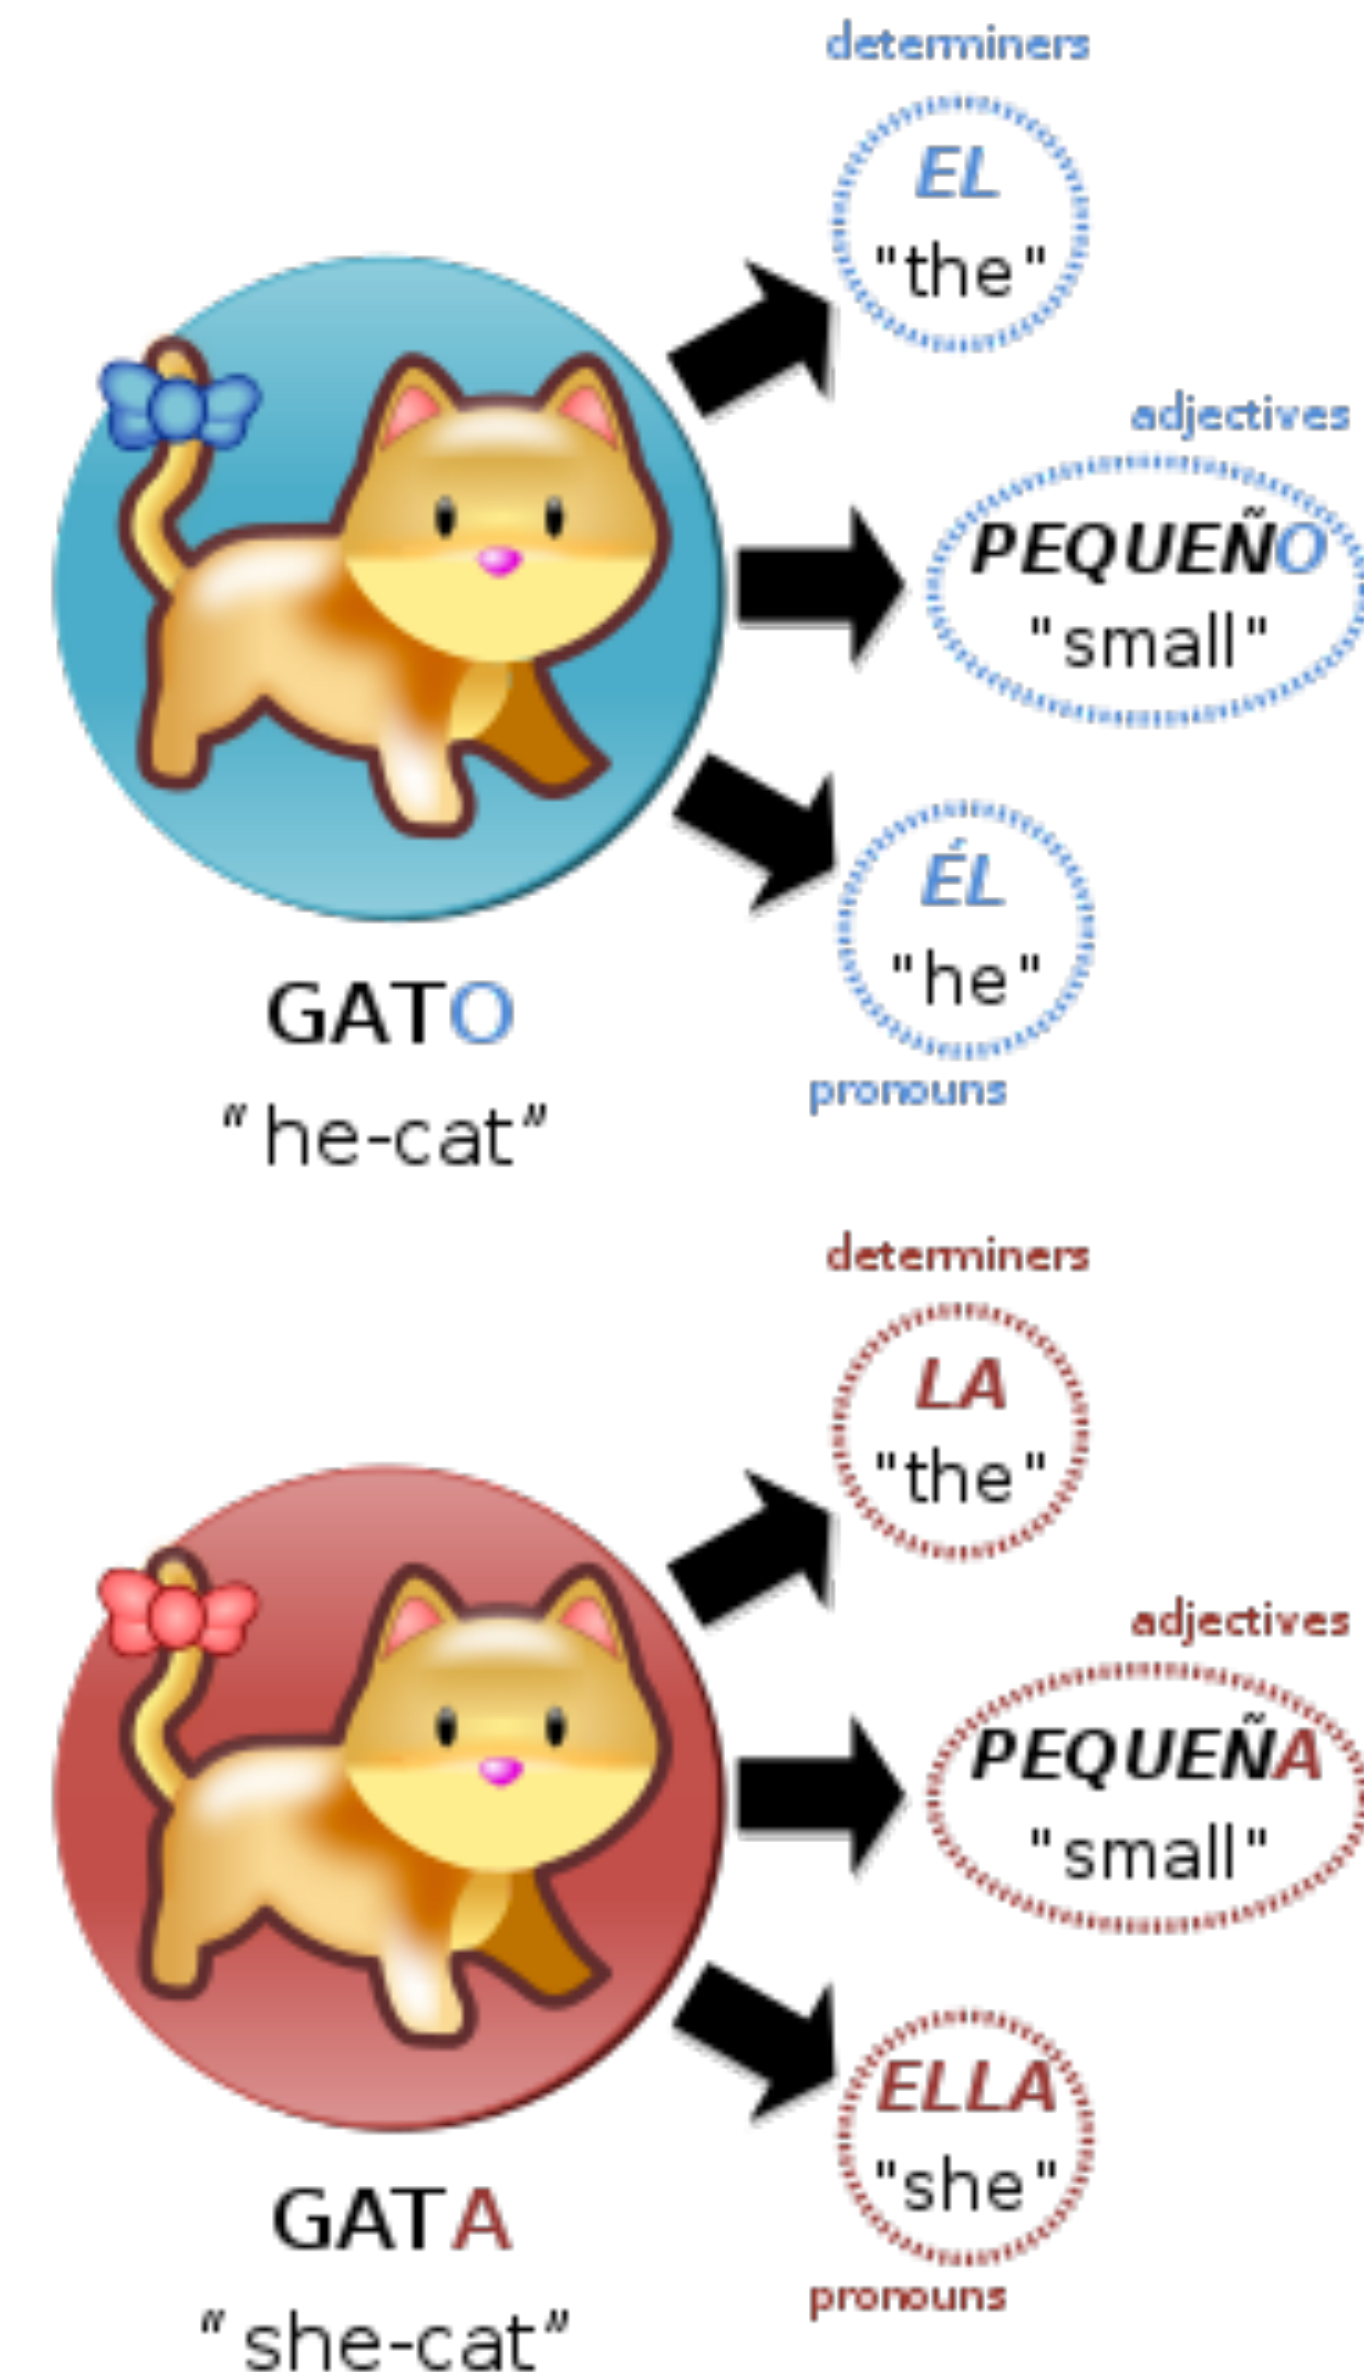 determiners
EL
"the"
adjectives
PEQUEÑO
"small"
ÉL
"he"
pronouns
GATO
“he-cat”
determiners
LA
"the"
adjectives
PEQUEÑA
"small"
ELLA
"she"
pronouns
GATA
“she-cat”